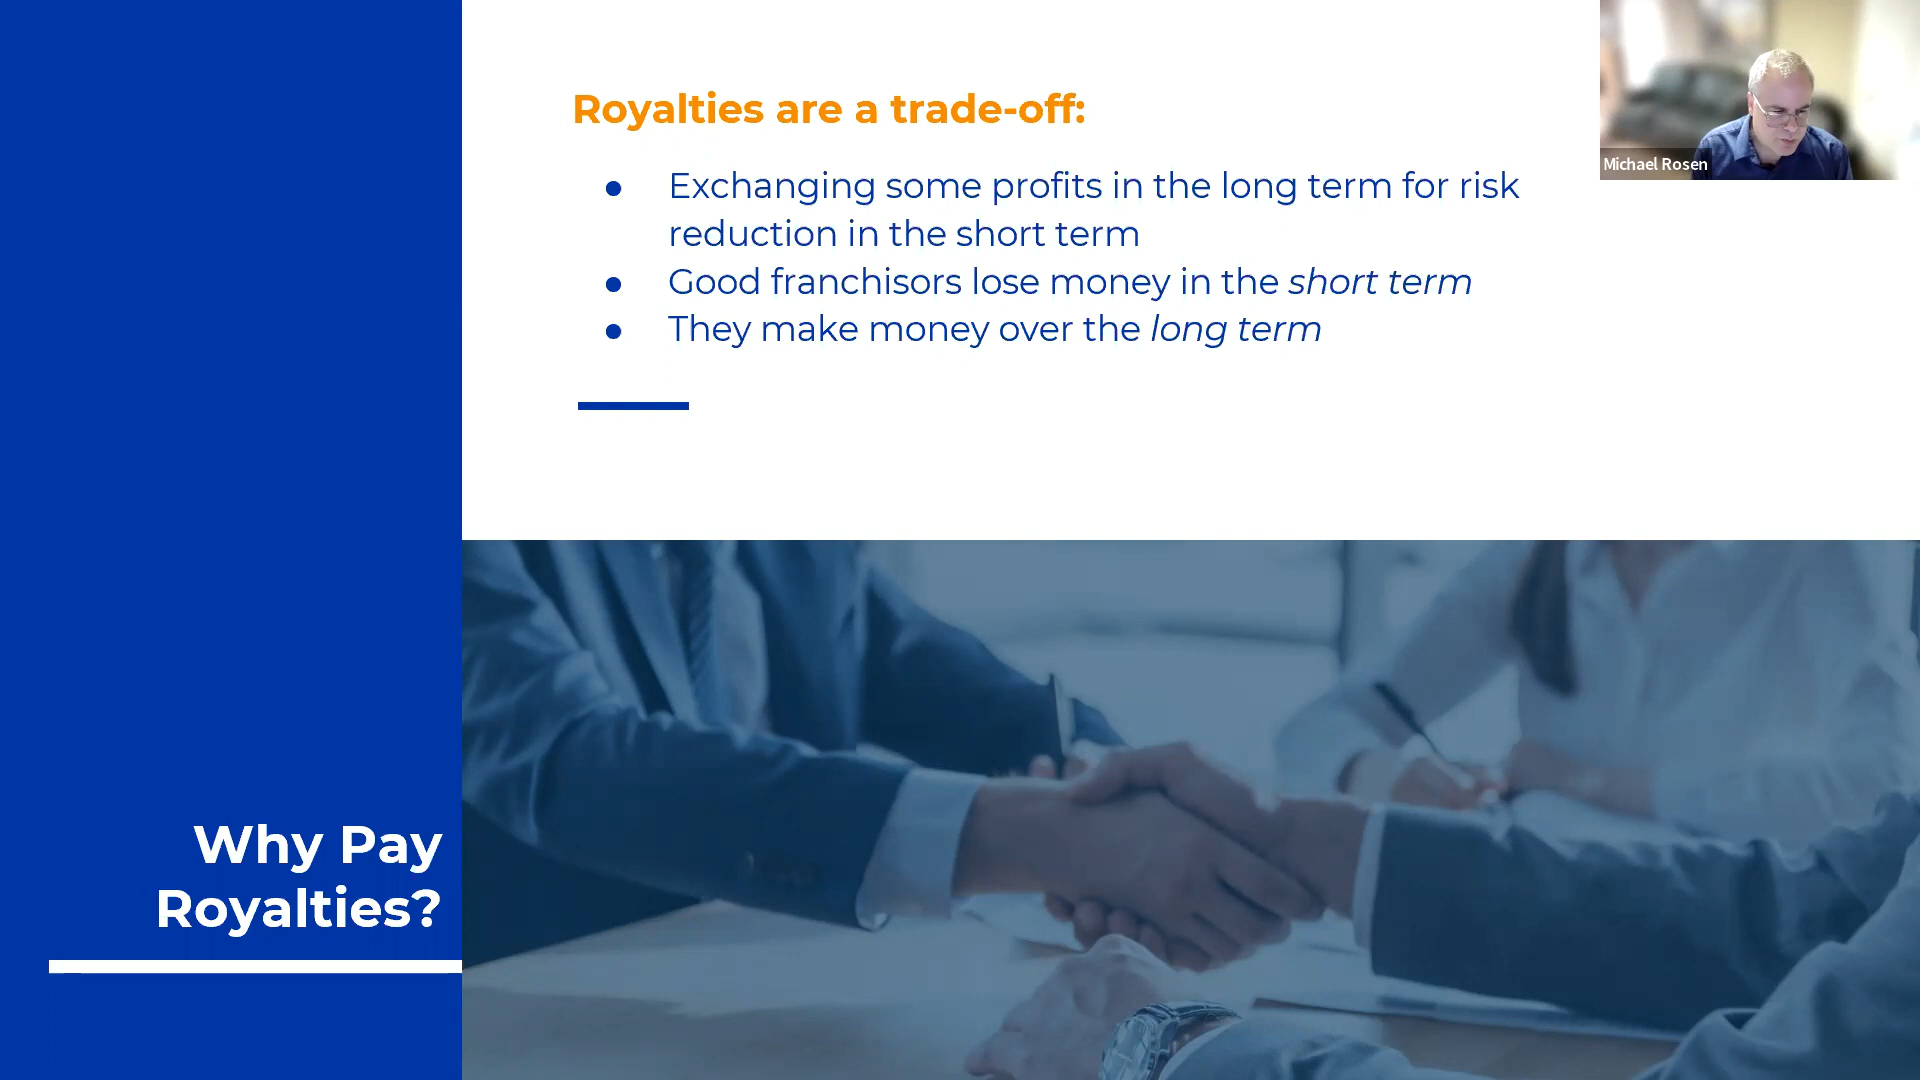 Royalties are a trade-off:
● Exchanging some profits in the long term for risk
reduction in the short term
● Good franchisors lose money in the short term
● They make money over the long term
Michael Rosen
Why Pay
Royalties?